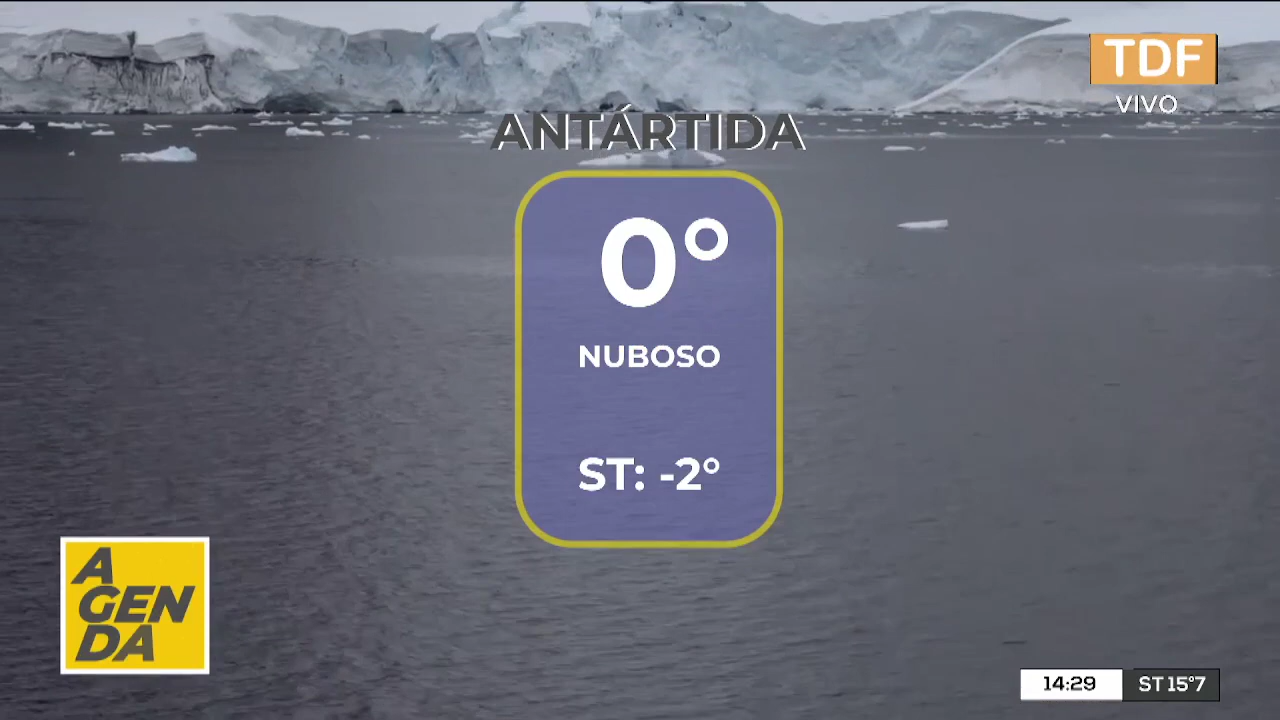 TDF
VIVO
ANTÁRTIDA
0°
NUBOSO
ST: -2°
A
GEN
DA
14:29
ST 15°7